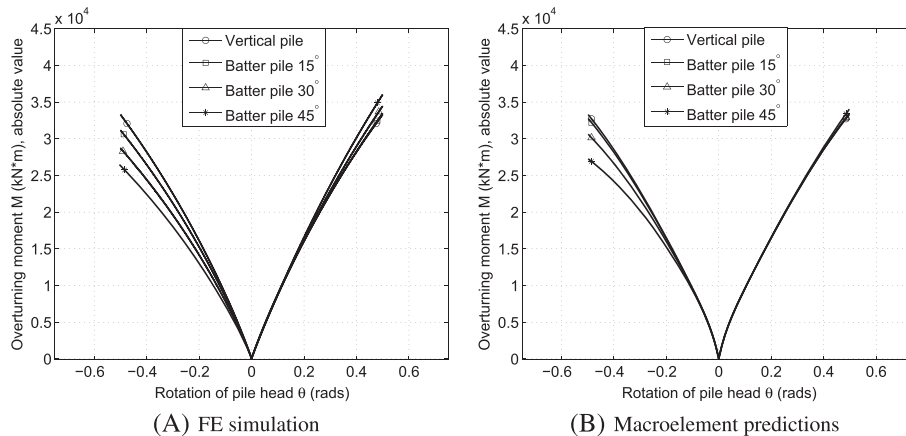 x 10⁴
4.5
4
3.5
3
2.5
2
1.5
1
0.5
0
Overturning moment M (kN*m), absolute value
Vertical pile
Batter pile 15°
Batter pile 30°
Batter pile 45°
−0.6 −0.4 −0.2 0 0.2 0.4 0.6
Rotation of pile head θ (rads)
(A) FE simulation
x 10⁴
4.5
4
3.5
3
2.5
2
1.5
1
0.5
0
Overturning moment M (kN*m), absolute value
Vertical pile
Batter pile 15°
Batter pile 30°
Batter pile 45°
−0.6 −0.4 −0.2 0 0.2 0.4 0.6
Rotation of pile head θ (rads)
(B) Macroelement predictions